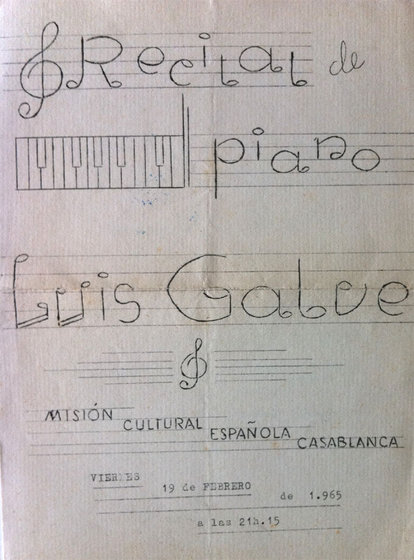 Recital de
piano
Luis Galve
MISIÓN CULTURAL ESPAÑOLA CASABLANCA
VIERNES 19 de FEBRERO de 1.965
a las 21h.15